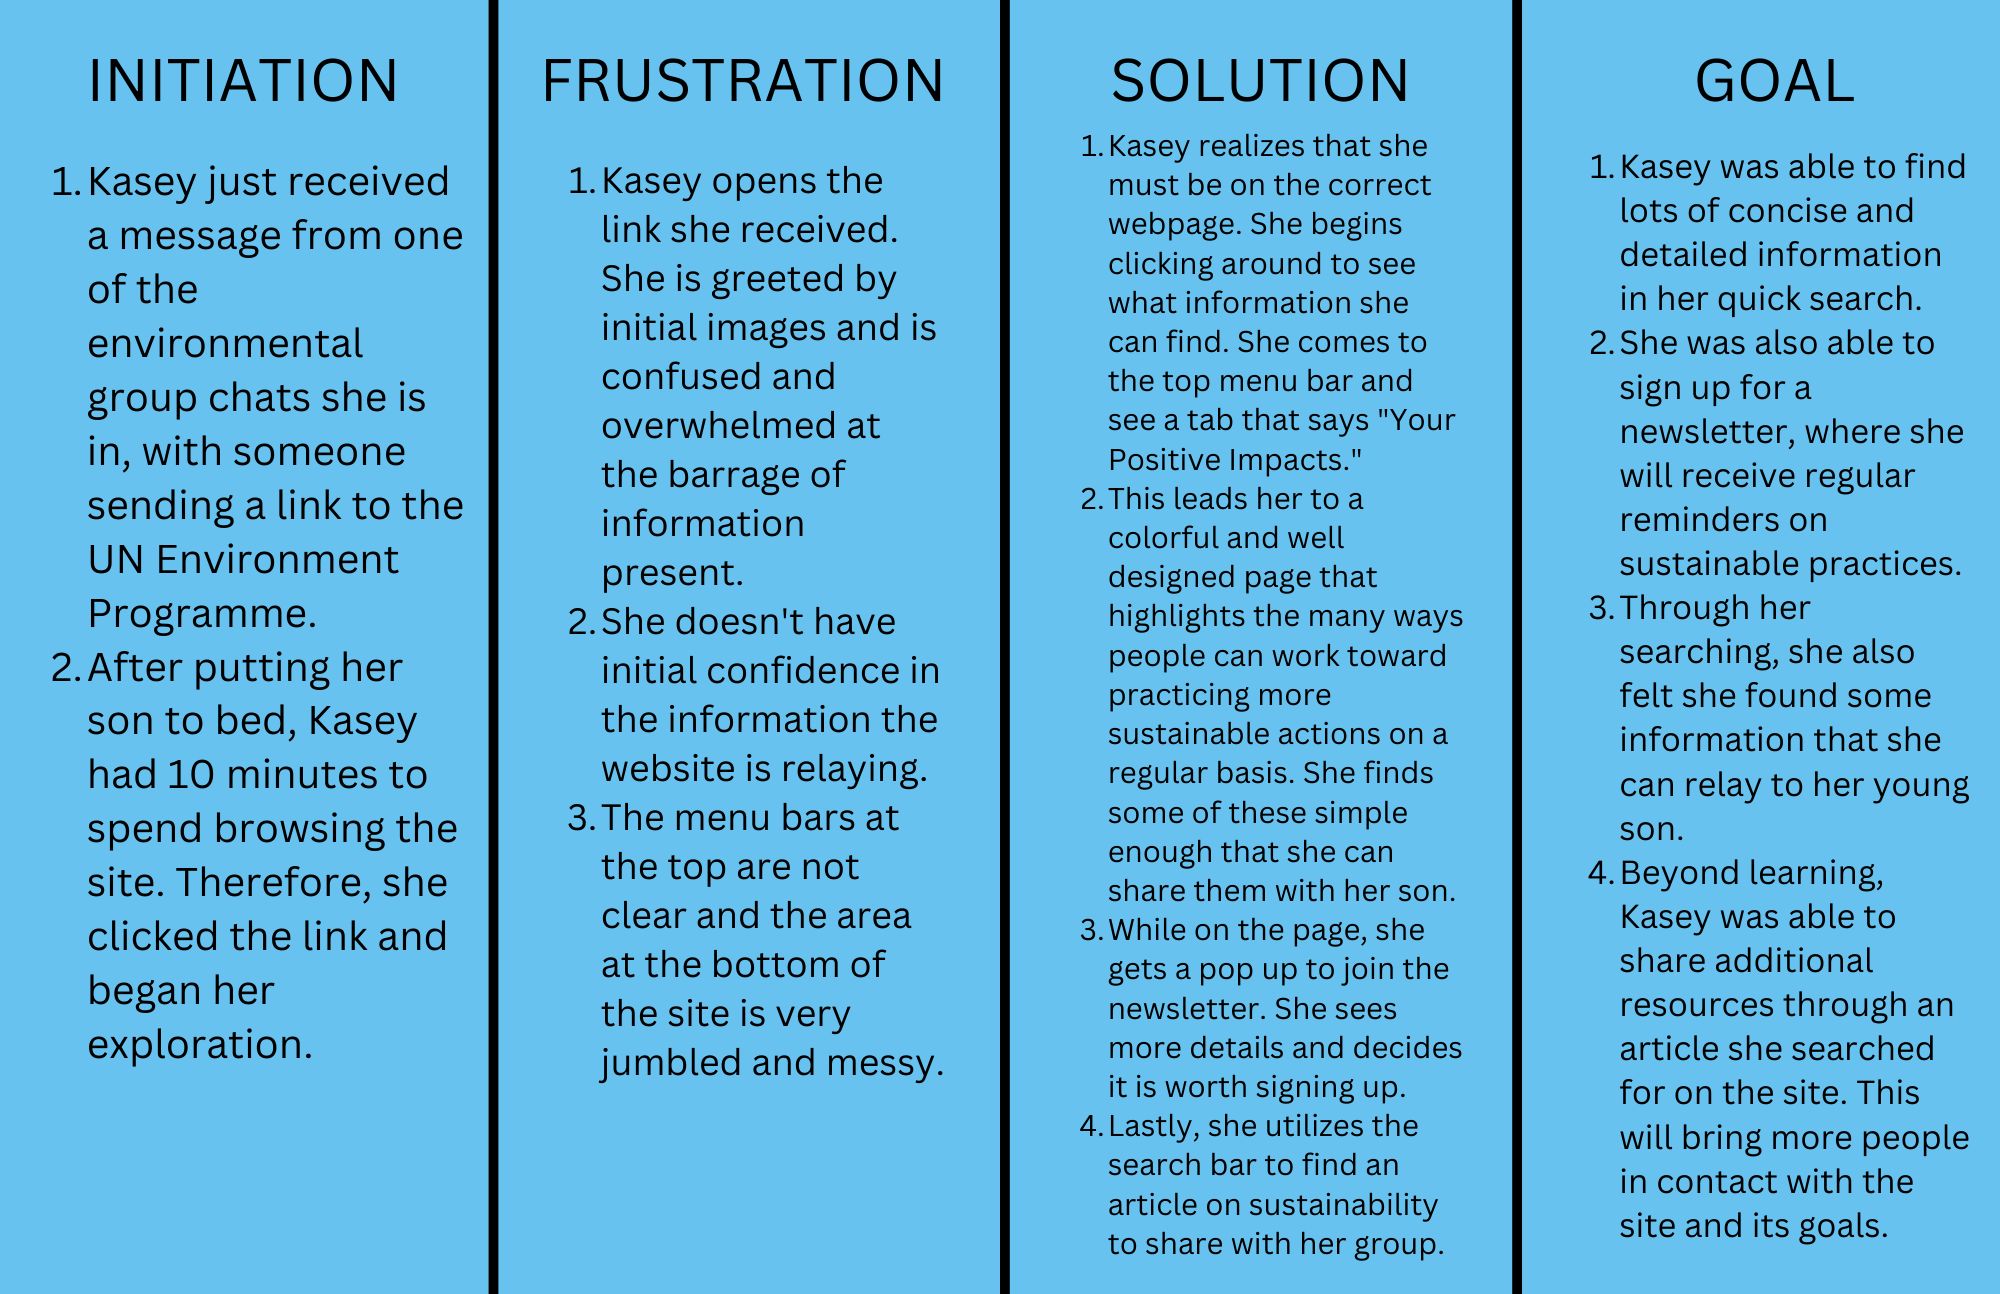 INITIATION
1. Kasey just received
a message from one
of the
environmental
group chats she is
in, with someone
sending a link to the
UN Environment
Programme.
2. After putting her
son to bed, Kasey
had 10 minutes to
spend browsing the
site. Therefore, she
clicked the link and
began her
exploration.
FRUSTRATION
1. Kasey opens the
link she received.
She is greeted by
initial images and is
confused and
overwhelmed at
the barrage of
information
present.
2. She doesn't have
initial confidence in
the information the
website is relaying.
3. The menu bars at
the top are not
clear and the area
at the bottom of
the site is very
jumbled and messy.
SOLUTION
1. Kasey realizes that she
must be on the correct
webpage. She begins
clicking around to see
what information she
can find. She comes to
the top menu bar and
see a tab that says "Your
Positive Impacts."
2. This leads her to a
colorful and well
designed page that
highlights the many ways
people can work toward
practicing more
sustainable actions on a
regular basis. She finds
some of these simple
enough that she can
share them with her son.
3. While on the page, she
gets a pop up to join the
newsletter. She sees
more details and decides
it is worth signing up.
4. Lastly, she utilizes the
search bar to find an
article on sustainability
to share with her group.
GOAL
1. Kasey was able to find
lots of concise and
detailed information
in her quick search.
2. She was also able to
sign up for a
newsletter, where she
will receive regular
reminders on
sustainable practices.
3. Through her
searching, she also
felt she found some
information that she
can relay to her young
son.
4. Beyond learning,
Kasey was able to
share additional
resources through an
article she searched
for on the site. This
will bring more people
in contact with the
site and its goals.